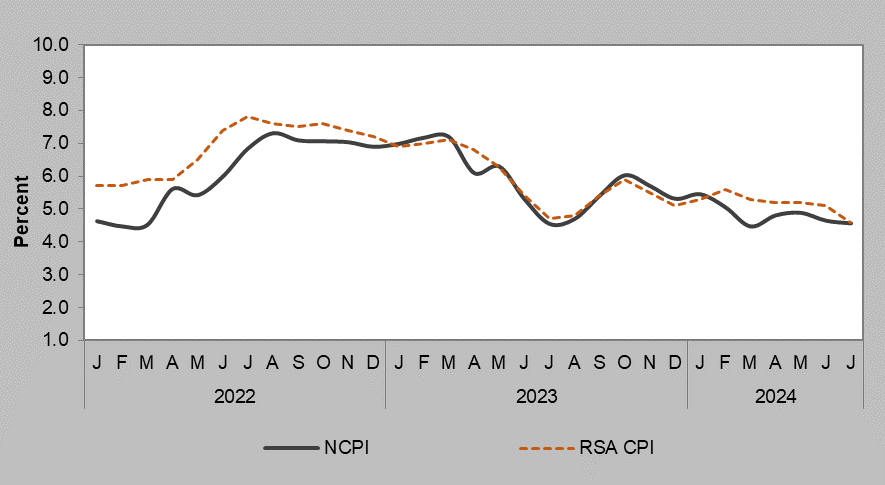 10.0
9.0
8.0
7.0
6.0
5.0
4.0
3.0
2.0
1.0
Percent
J F M A M J J A S O N D J F M A M J J A S O N D J F M A M J J
2022 2023 2024
NCPI RSA CPI